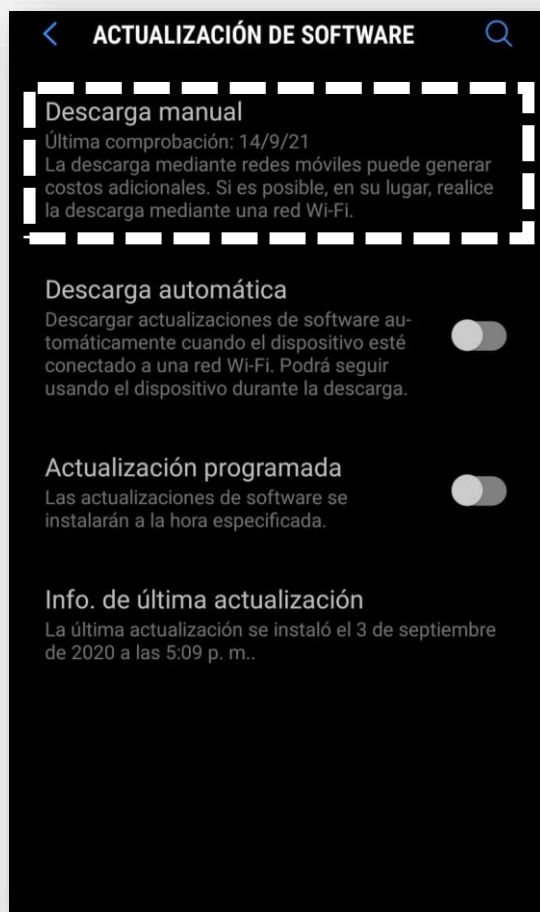 ACTUALIZACIÓN DE SOFTWARE
Descarga manual
Última comprobación: 14/9/21
La descarga mediante redes móviles puede generar
costos adicionales. Si es posible, en su lugar, realice
la descarga mediante una red Wi-Fi.
Descarga automática
Descargar actualizaciones de software au-
tomáticamente cuando el dispositivo esté
conectado a una red Wi-Fi. Podrá seguir
usando el dispositivo durante la descarga.
Actualización programada
Las actualizaciones de software se
instalarán a la hora especificada.
Info. de última actualización
La última actualización se instaló el 3 de septiembre
de 2020 a las 5:09 p. m..